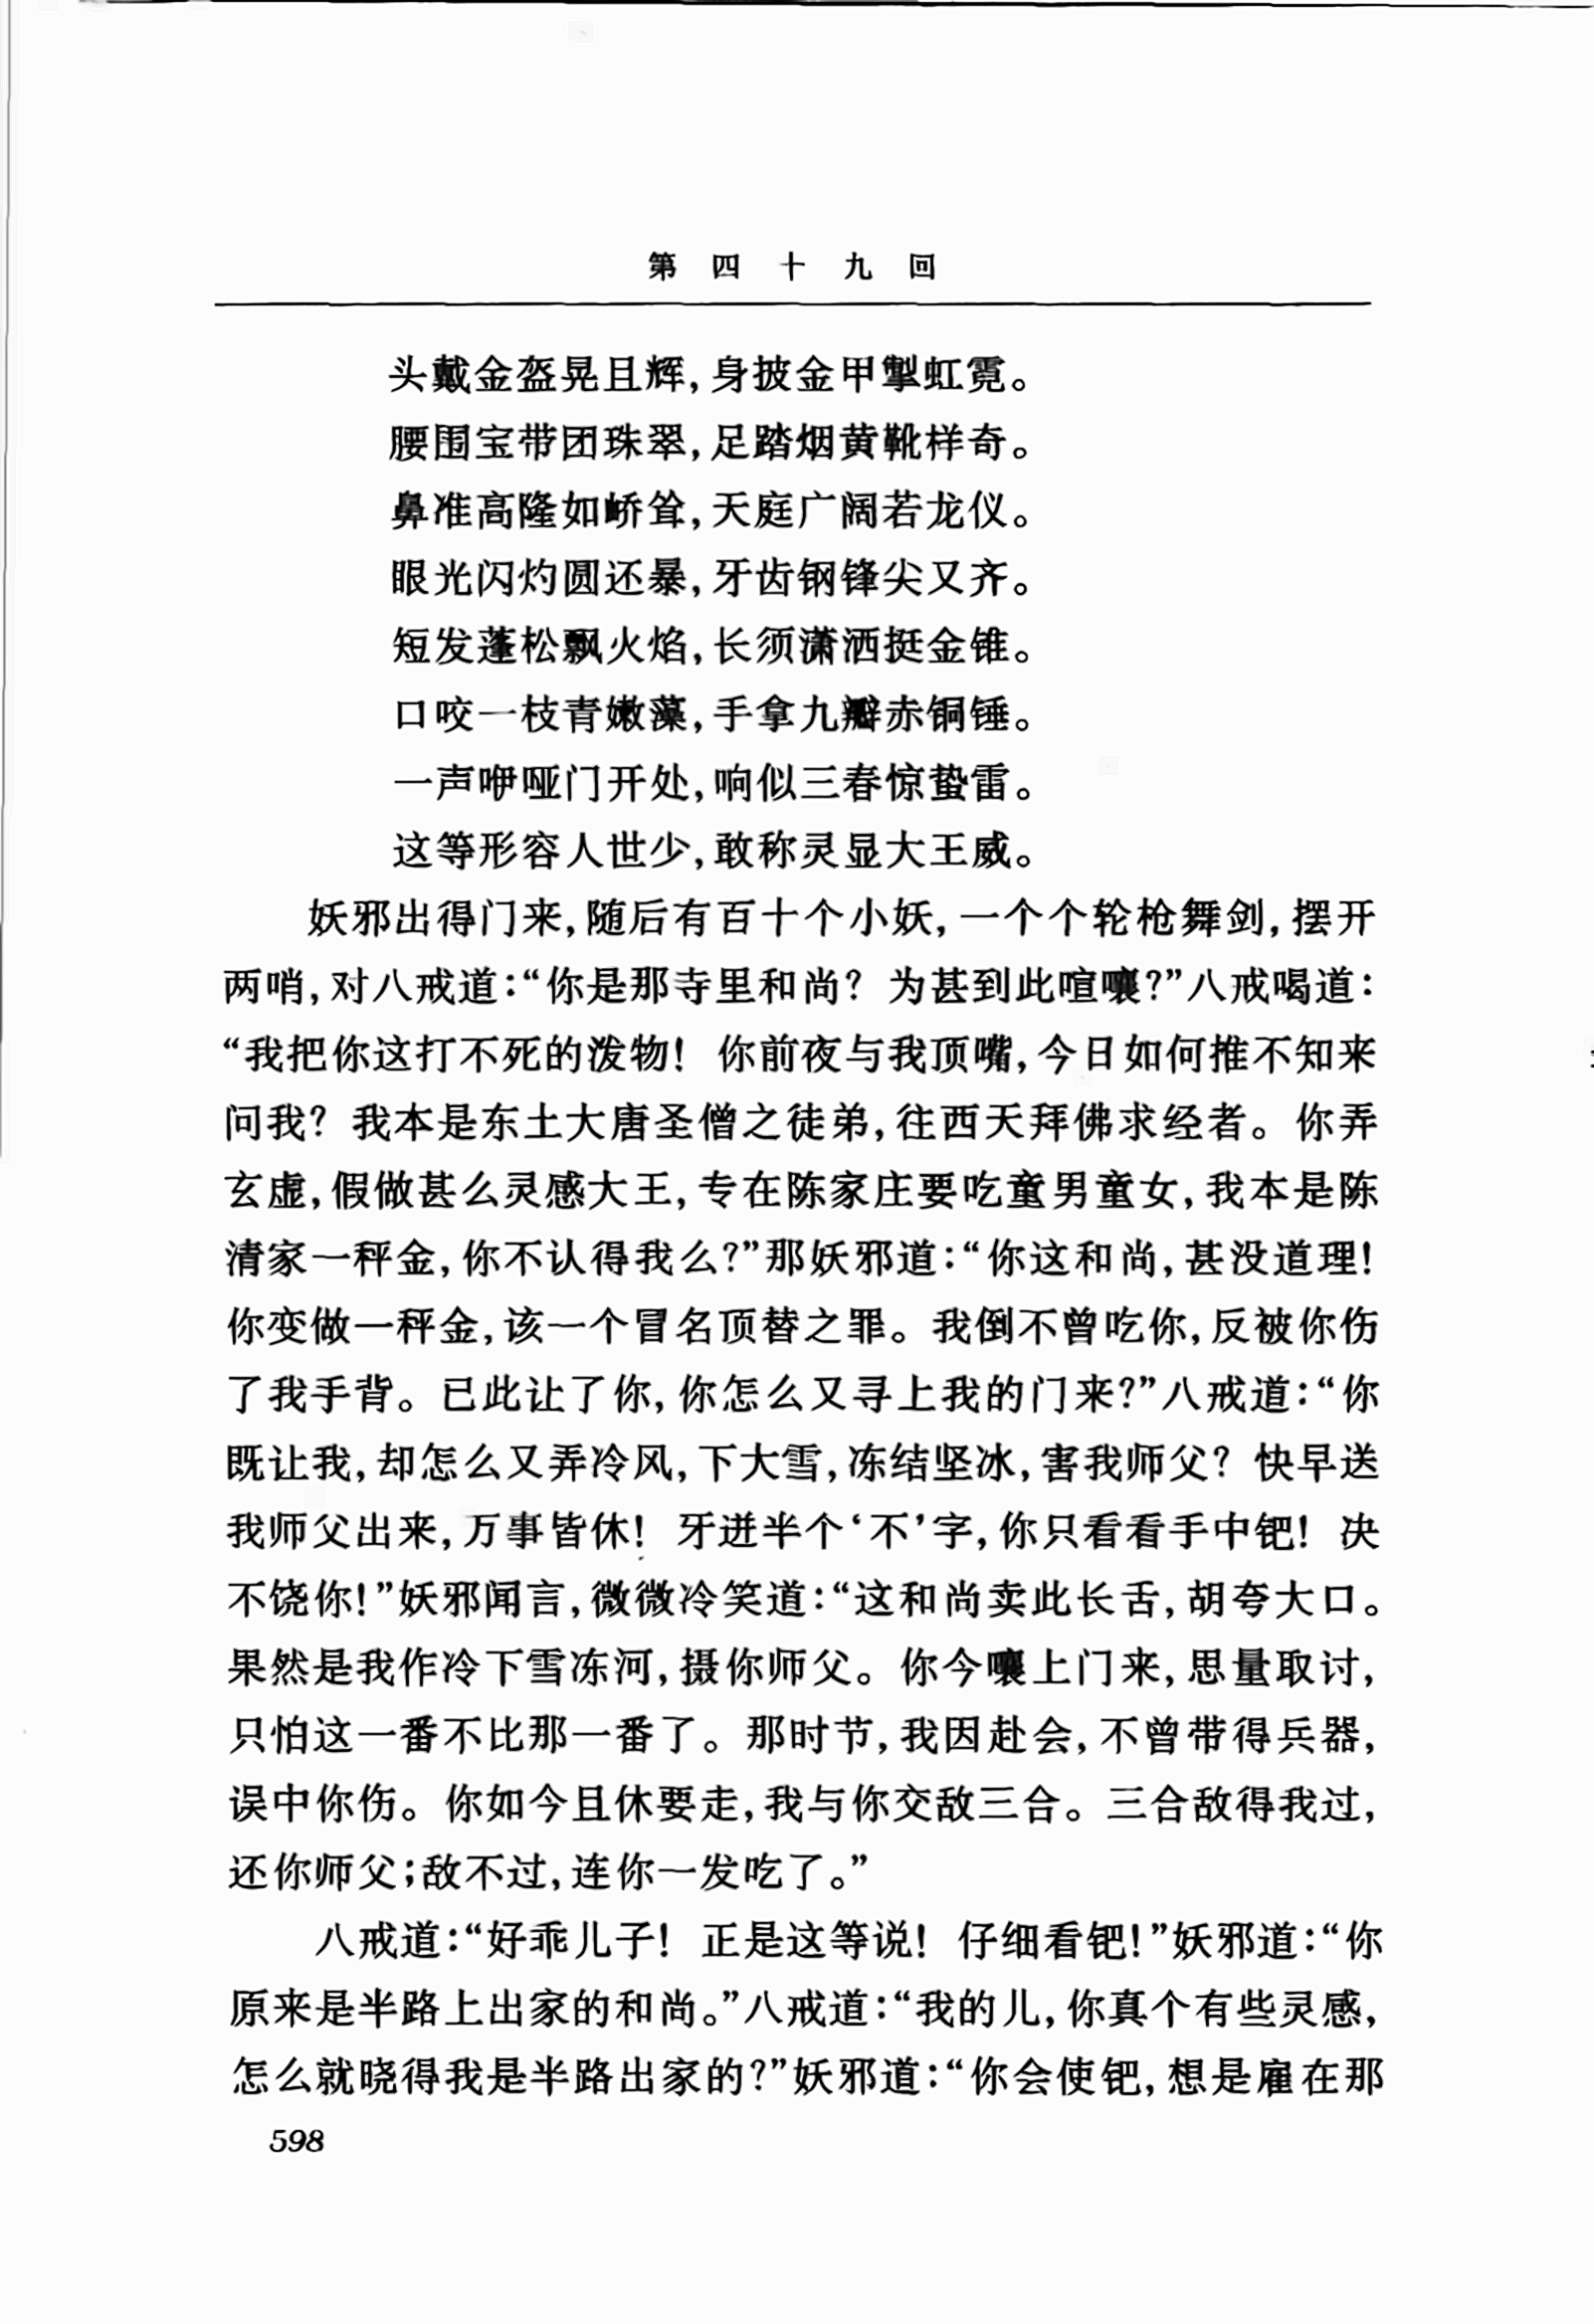 第四十九回
头戴金盔晃且辉,身披金甲掣虹霓。
腰围宝带团珠翠,足踏烟黄靴样奇。
鼻准高隆如峤耸,天庭广阔若龙仪。
眼光闪灼圆还暴,牙齿钢锋尖又齐。
短发蓬松飘火焰,长须潇洒挺金锥。
口咬一枝青嫩藻,手拿九瓣赤铜锤。
一声咿哑门开处,响似三春惊蛰雷。
这等形容人世少,敢称灵显大王威。
妖邪出得门来,随后有百十个小妖,一个个轮枪舞剑,摆开
两哨,对八戒道:“你是那寺里和尚？为甚到此喧嚷?”八戒喝道:
“我把你这打不死的泼物！你前夜与我顶嘴,今日如何推不知来
问我？我本是东土大唐圣僧之徒弟,往西天拜佛求经者。你弄
玄虚,假做甚么灵感大王,专在陈家庄要吃童男童女,我本是陈
清家一秤金,你不认得我么?”那妖邪道:“你这和尚,甚没道理!
你变做一秤金,该一个冒名顶替之罪。我倒不曾吃你,反被你伤
了我手背。已此让了你,你怎么又寻上我的门来?”八戒道:“你
既让我,却怎么又弄冷风,下大雪,冻结坚冰,害我师父？快早送
我师父出来,万事皆休！牙迸半个‘不’字,你只看看手中钯！决
不饶你!”妖邪闻言,微微冷笑道:“这和尚卖此长舌,胡夸大口。
果然是我作冷下雪冻河,摄你师父。你今嚷上门来,思量取讨,
只怕这一番不比那一番了。那时节,我因赴会,不曾带得兵器,
误中你伤。你如今且休要走,我与你交敌三合。三合敌得我过,
还你师父;敌不过,连你一发吃了。”
八戒道:“好乖儿子！正是这等说！仔细看钯!”妖邪道:“你
原来是半路上出家的和尚。”八戒道:“我的儿,你真个有些灵感,
怎么就晓得我是半路出家的?”妖邪道:“你会使钯,想是雇在那
598